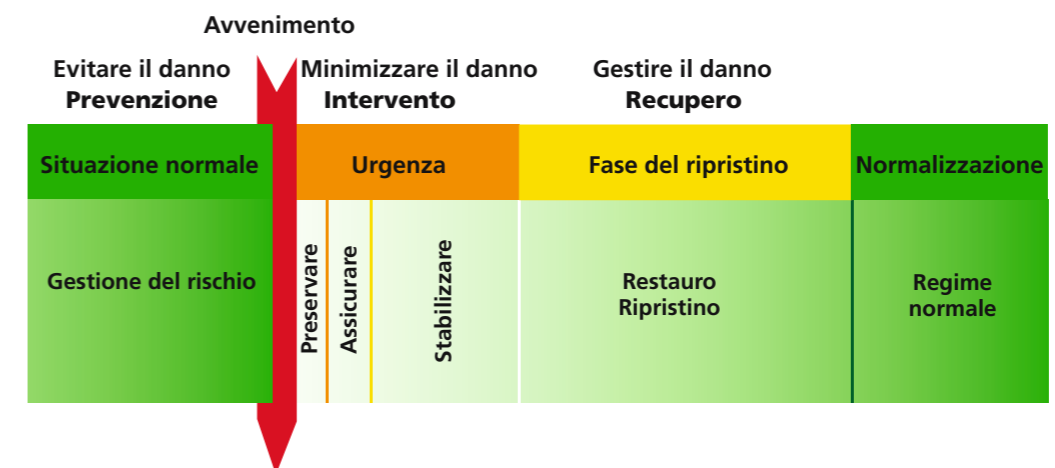 Avvenimento
Evitare il danno
Prevenzione
Minimizzare il danno
Intervento
Gestire il danno
Recupero
Situazione normale
Urgenza
Fase del ripristino
Normalizzazione
Gestione del rischio
Preservare
Assicurare
Stabilizzare
Restauro
Ripristino
Regime
normale